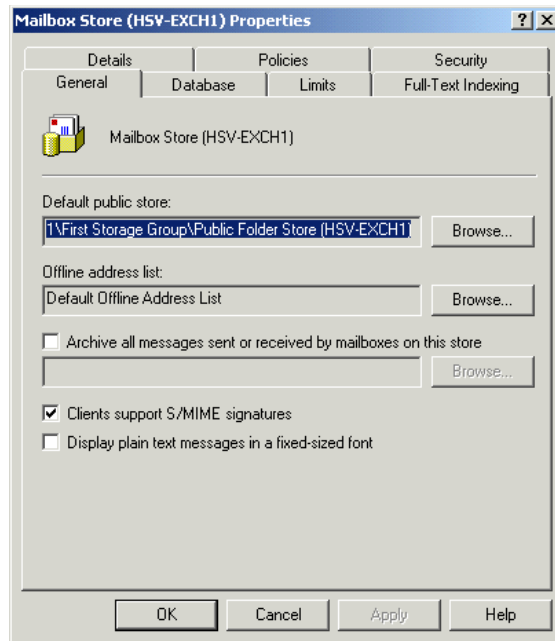 Mailbox Store (HSV-EXCH1) Properties
Details Policies Security
General Database Limits Full-Text Indexing
Mailbox Store (HSV-EXCH1)
Default public store:
1\First Storage Group\Public Folder Store (HSV-EXCH1) Browse...
Offline address list:
Default Offline Address List Browse...
Archive all messages sent or received by mailboxes on this store
Browse...
Clients support S/MIME signatures
Display plain text messages in a fixed-sized font
OK Cancel Apply Help